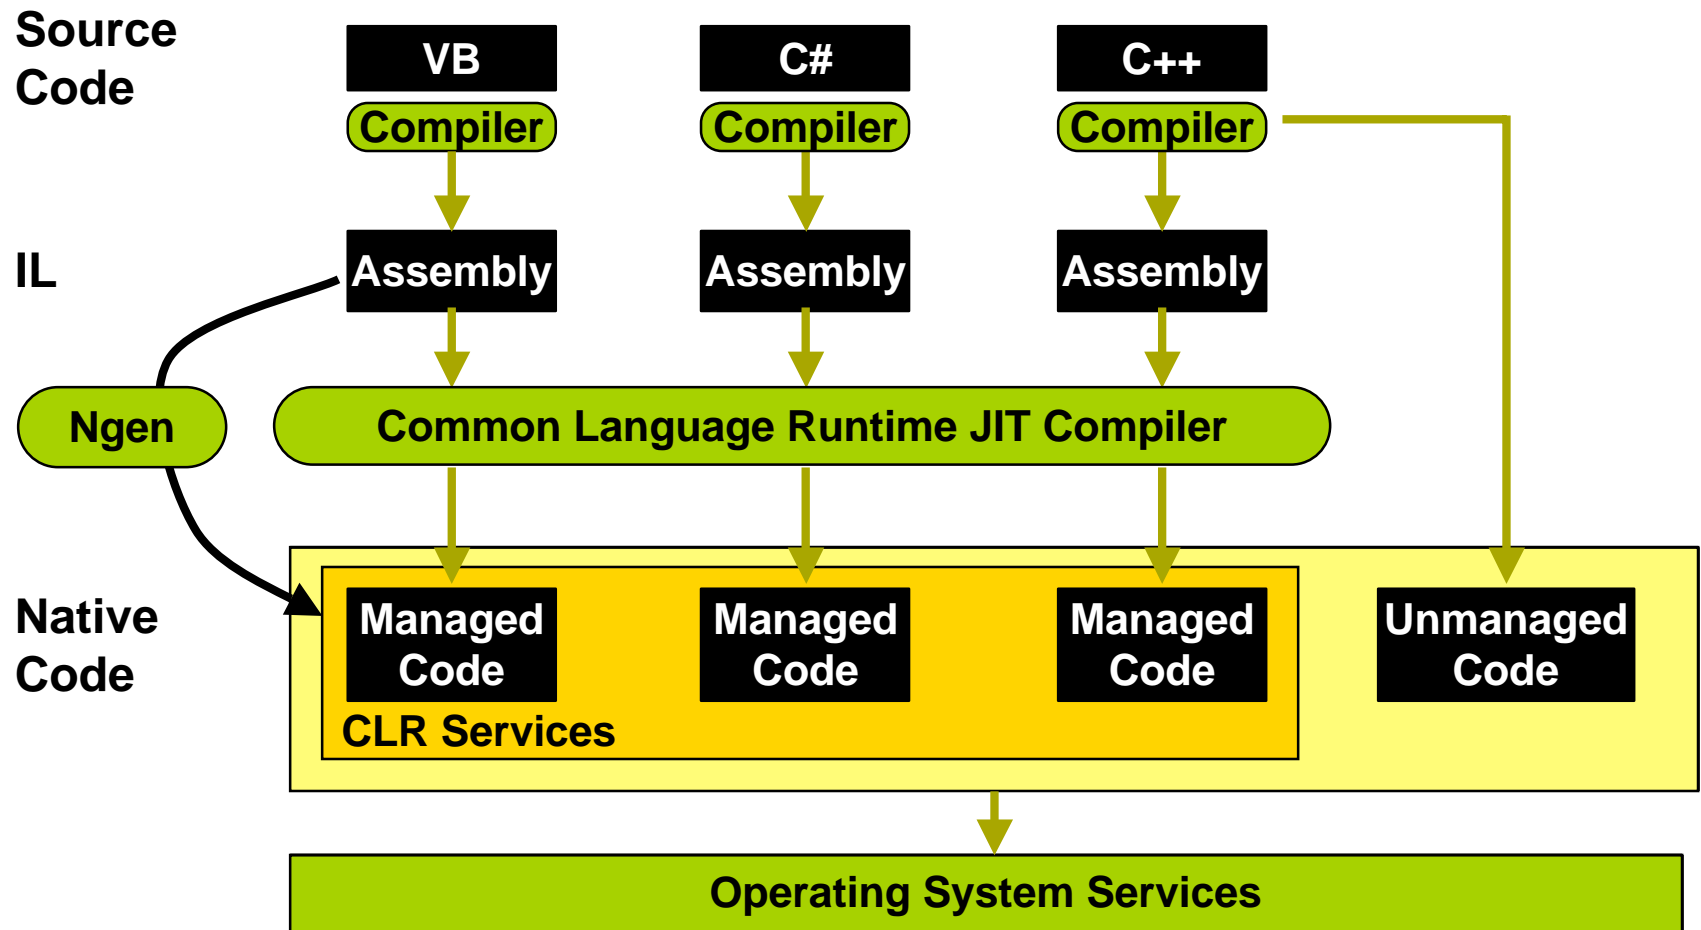 Source
Code
VB
C#
C++
Compiler
Compiler
Compiler
IL
Assembly
Assembly
Assembly
Ngen
Common Language Runtime JIT Compiler
Native
Code
Managed
Code
Managed
Code
Managed
Code
Unmanaged
Code
CLR Services
Operating System Services